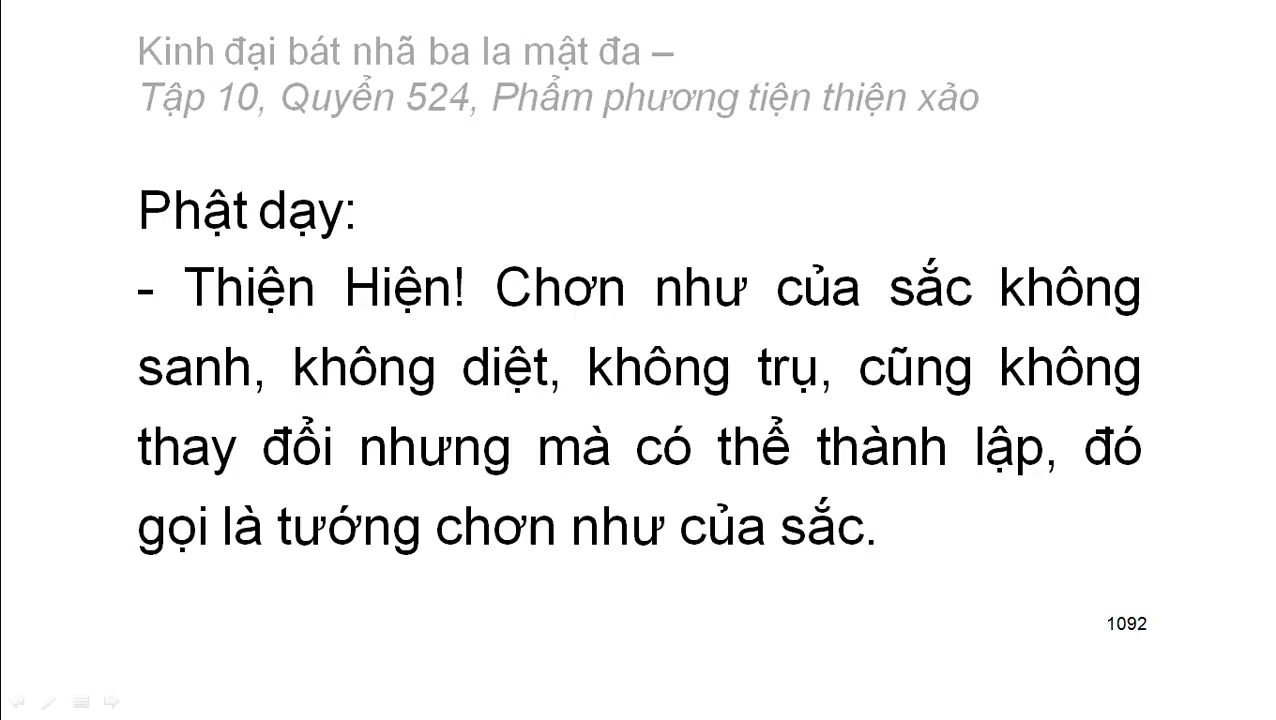 Kinh đại bát nhã ba la mật đa –
Tập 10, Quyển 524, Phẩm phương tiện thiện xảo
Phật dạy:
- Thiện Hiện! Chơn như của sắc không
sanh, không diệt, không trụ, cũng không
thay đổi nhưng mà có thể thành lập, đó
gọi là tướng chơn như của sắc.
1092